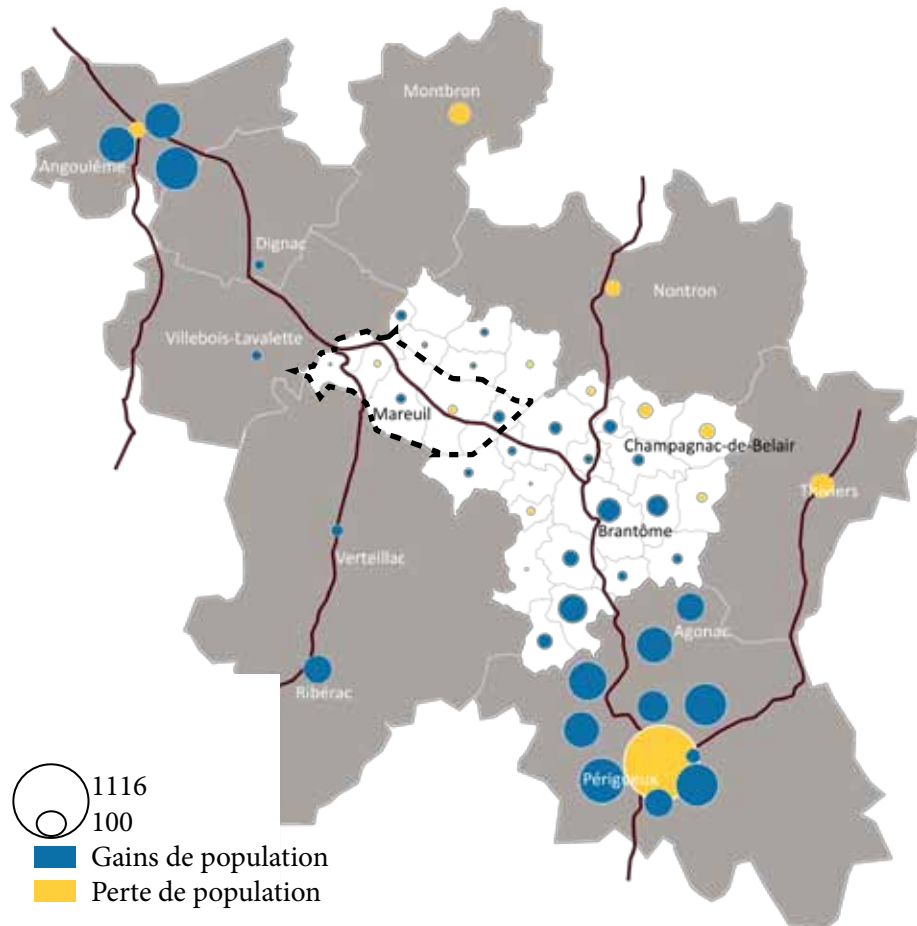 Montbron
Angoulême
Dignac
Nontron
Villebois-Lavalette
Mareuil
Champagnac-de-Belair
Thiviers
Brantôme
Verteillac
Agonac
Ribérac
Périgueux
1116
100
Gains de population
Perte de population